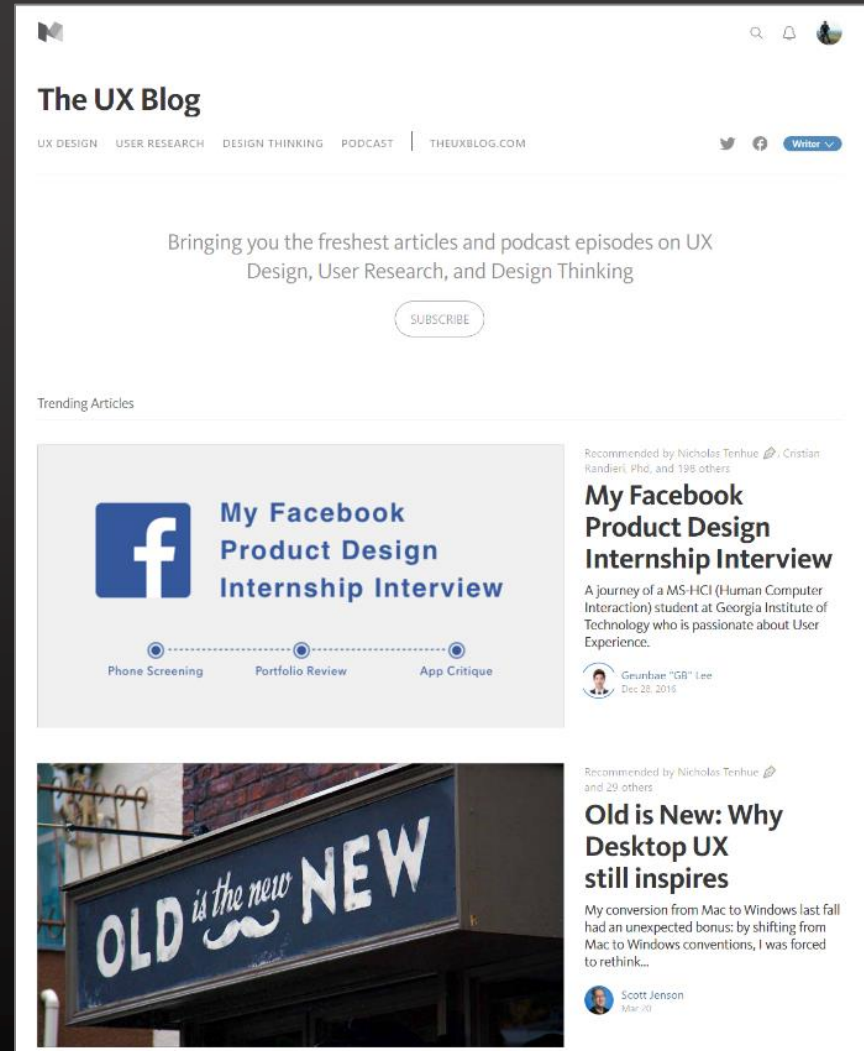 The UX Blog
UX DESIGN USER RESEARCH DESIGN THINKING PODCAST THEUXBLOG.COM
Writer
Bringing you the freshest articles and podcast episodes on UX
Design, User Research, and Design Thinking
SUBSCRIBE
Trending Articles
My Facebook
Product Design
Internship Interview
Phone Screening Portfolio Review App Critique
Recommended by Nicholas Tenhue , Cristian
Randieri, Phd, and 198 others
My Facebook
Product Design
Internship Interview
A journey of a MS-HCI (Human Computer
Interaction) student at Georgia Institute of
Technology who is passionate about User
Experience.
Geunbae "GB" Lee
Dec 28, 2016
OLD is the new NEW
Recommended by Nicholas Tenhue
and 29 others
Old is New: Why
Desktop UX
still inspires
My conversion from Mac to Windows last fall
had an unexpected bonus: by shifting from
Mac to Windows conventions, I was forced
to rethink...
Scott Jenson
Mar 20